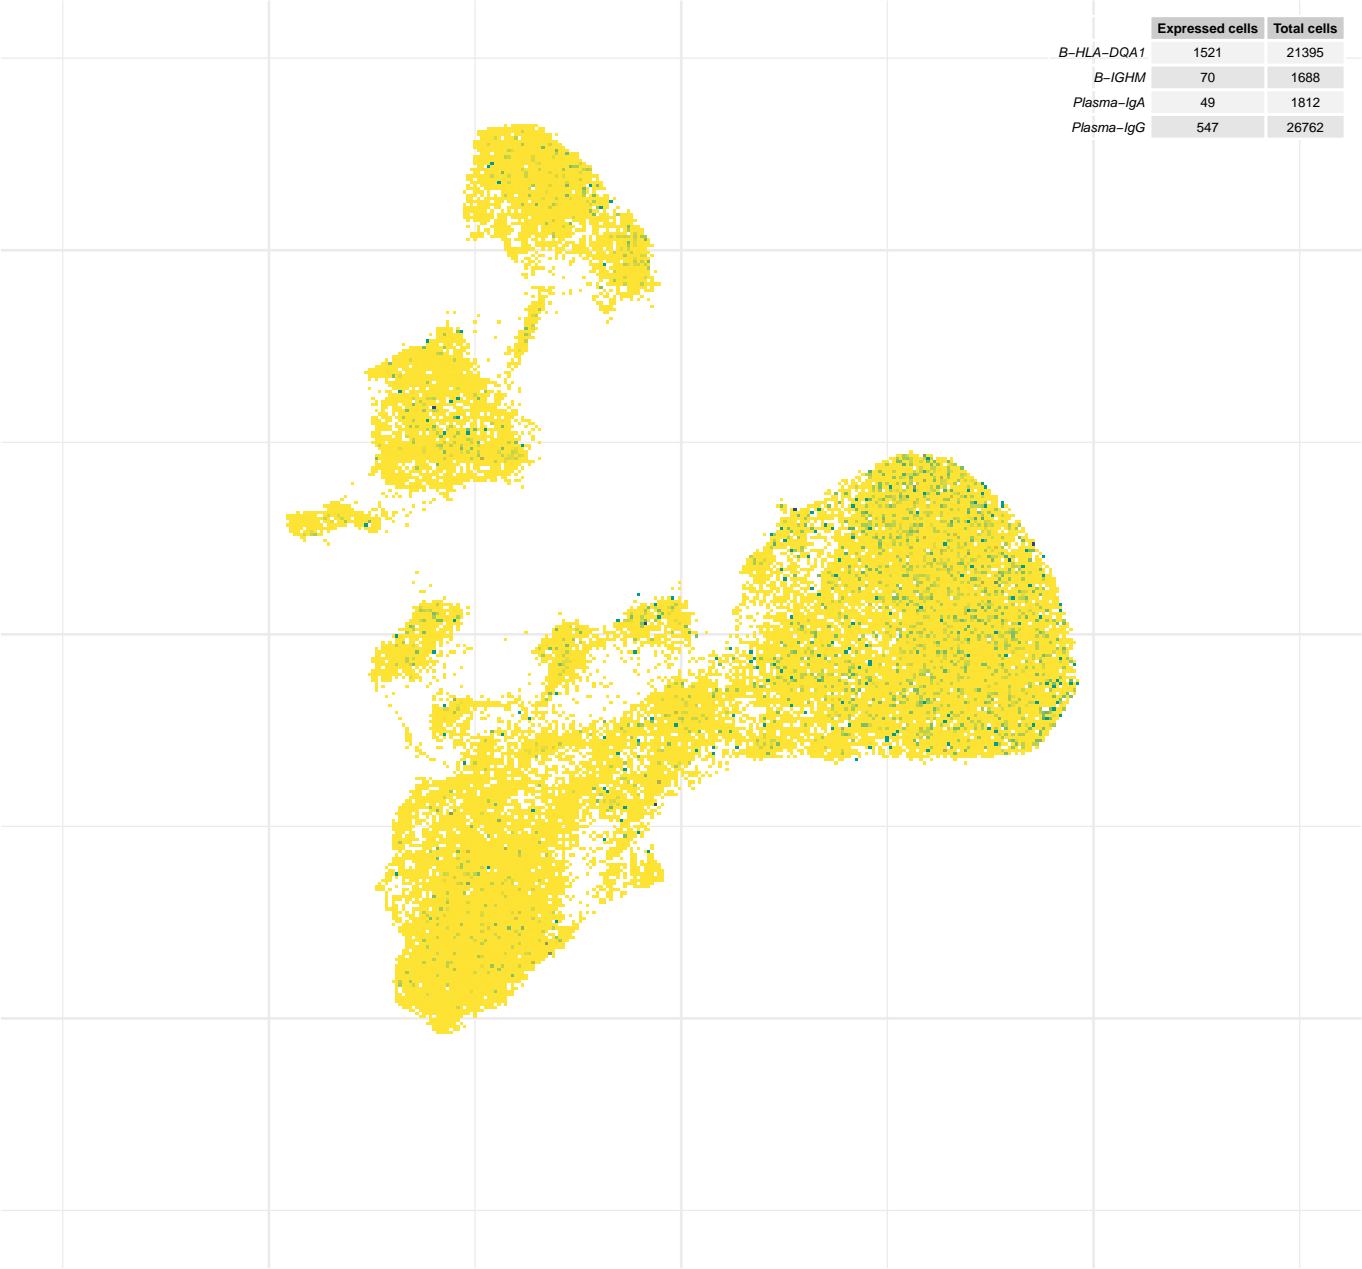 Expressed cells Total cells
B−HLA−DQA1 1521 21395
B−IGHM 70 1688
Plasma−IgA 49 1812
Plasma−IgG 547 26762